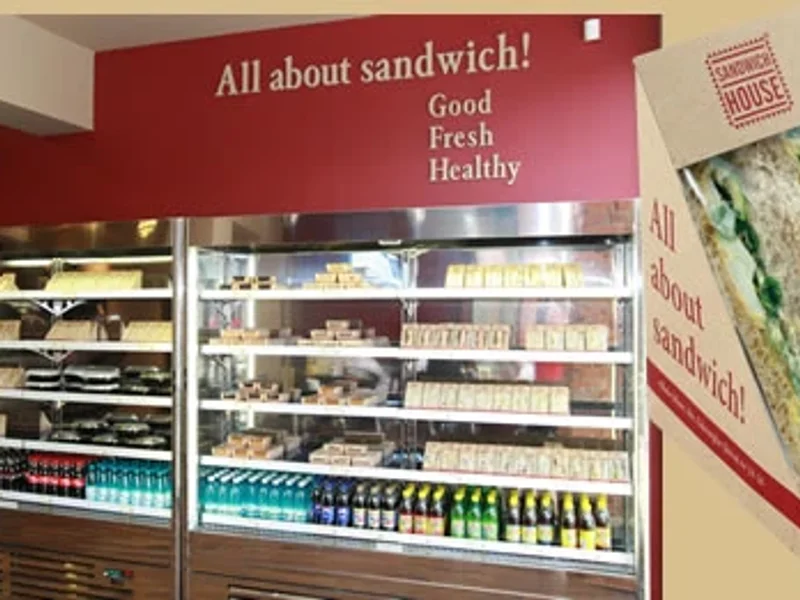 All about sandwich!
Good
Fresh
Healthy
SANDWICH
HOUSE
All
about
sandwich!